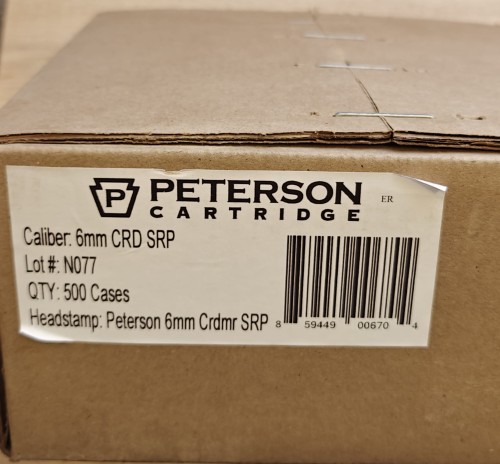 P PETERSON
CARTRIDGE
ER
Caliber: 6mm CRD SRP
Lot #: N077
QTY: 500 Cases
Headstamp: Peterson 6mm Crdmr SRP
8 59449 00670 4